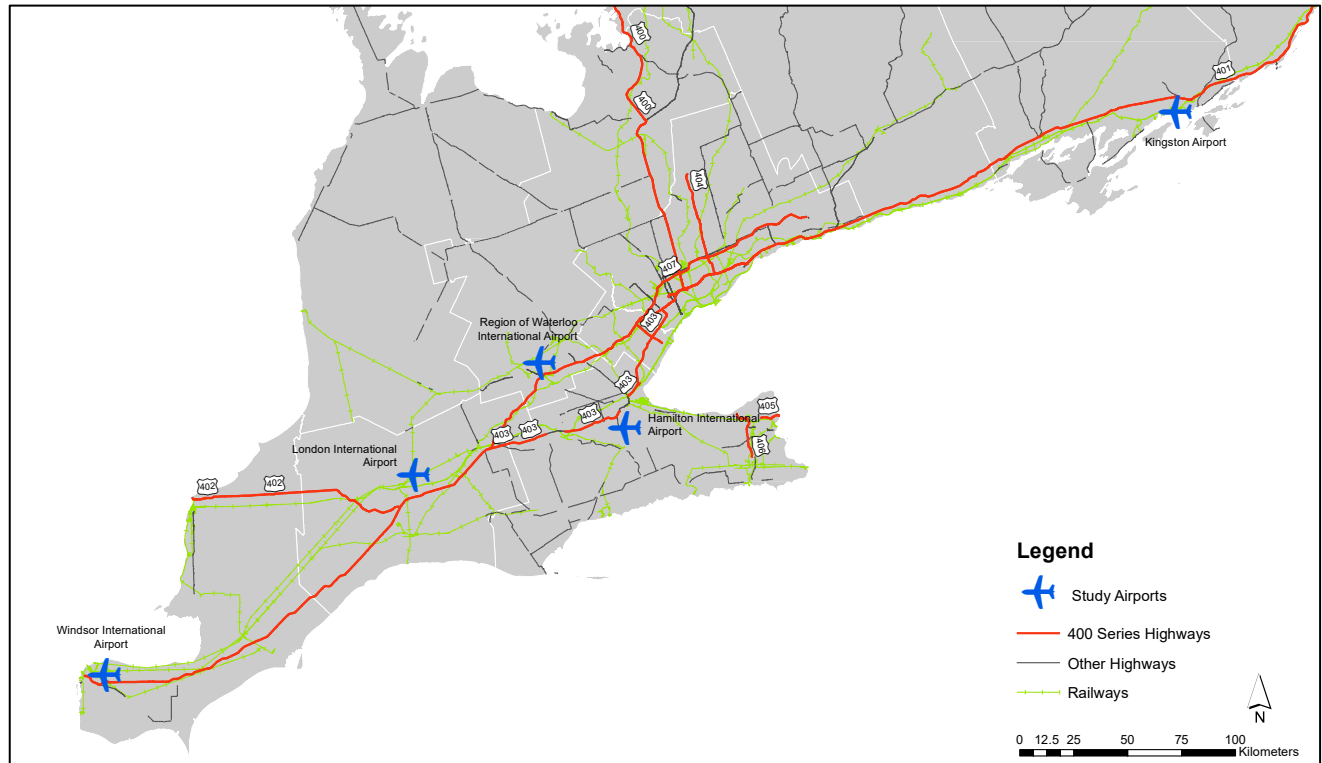 400
400
401
Kingston Airport
404
407
403
Region of Waterloo
International Airport
403
405
403
403
403
Hamilton International
Airport
406
London International
Airport
402
402
Windsor International
Airport
Legend
Study Airports
400 Series Highways
Other Highways
Railways
N
0 12.5 25 50 75 100
Kilometers